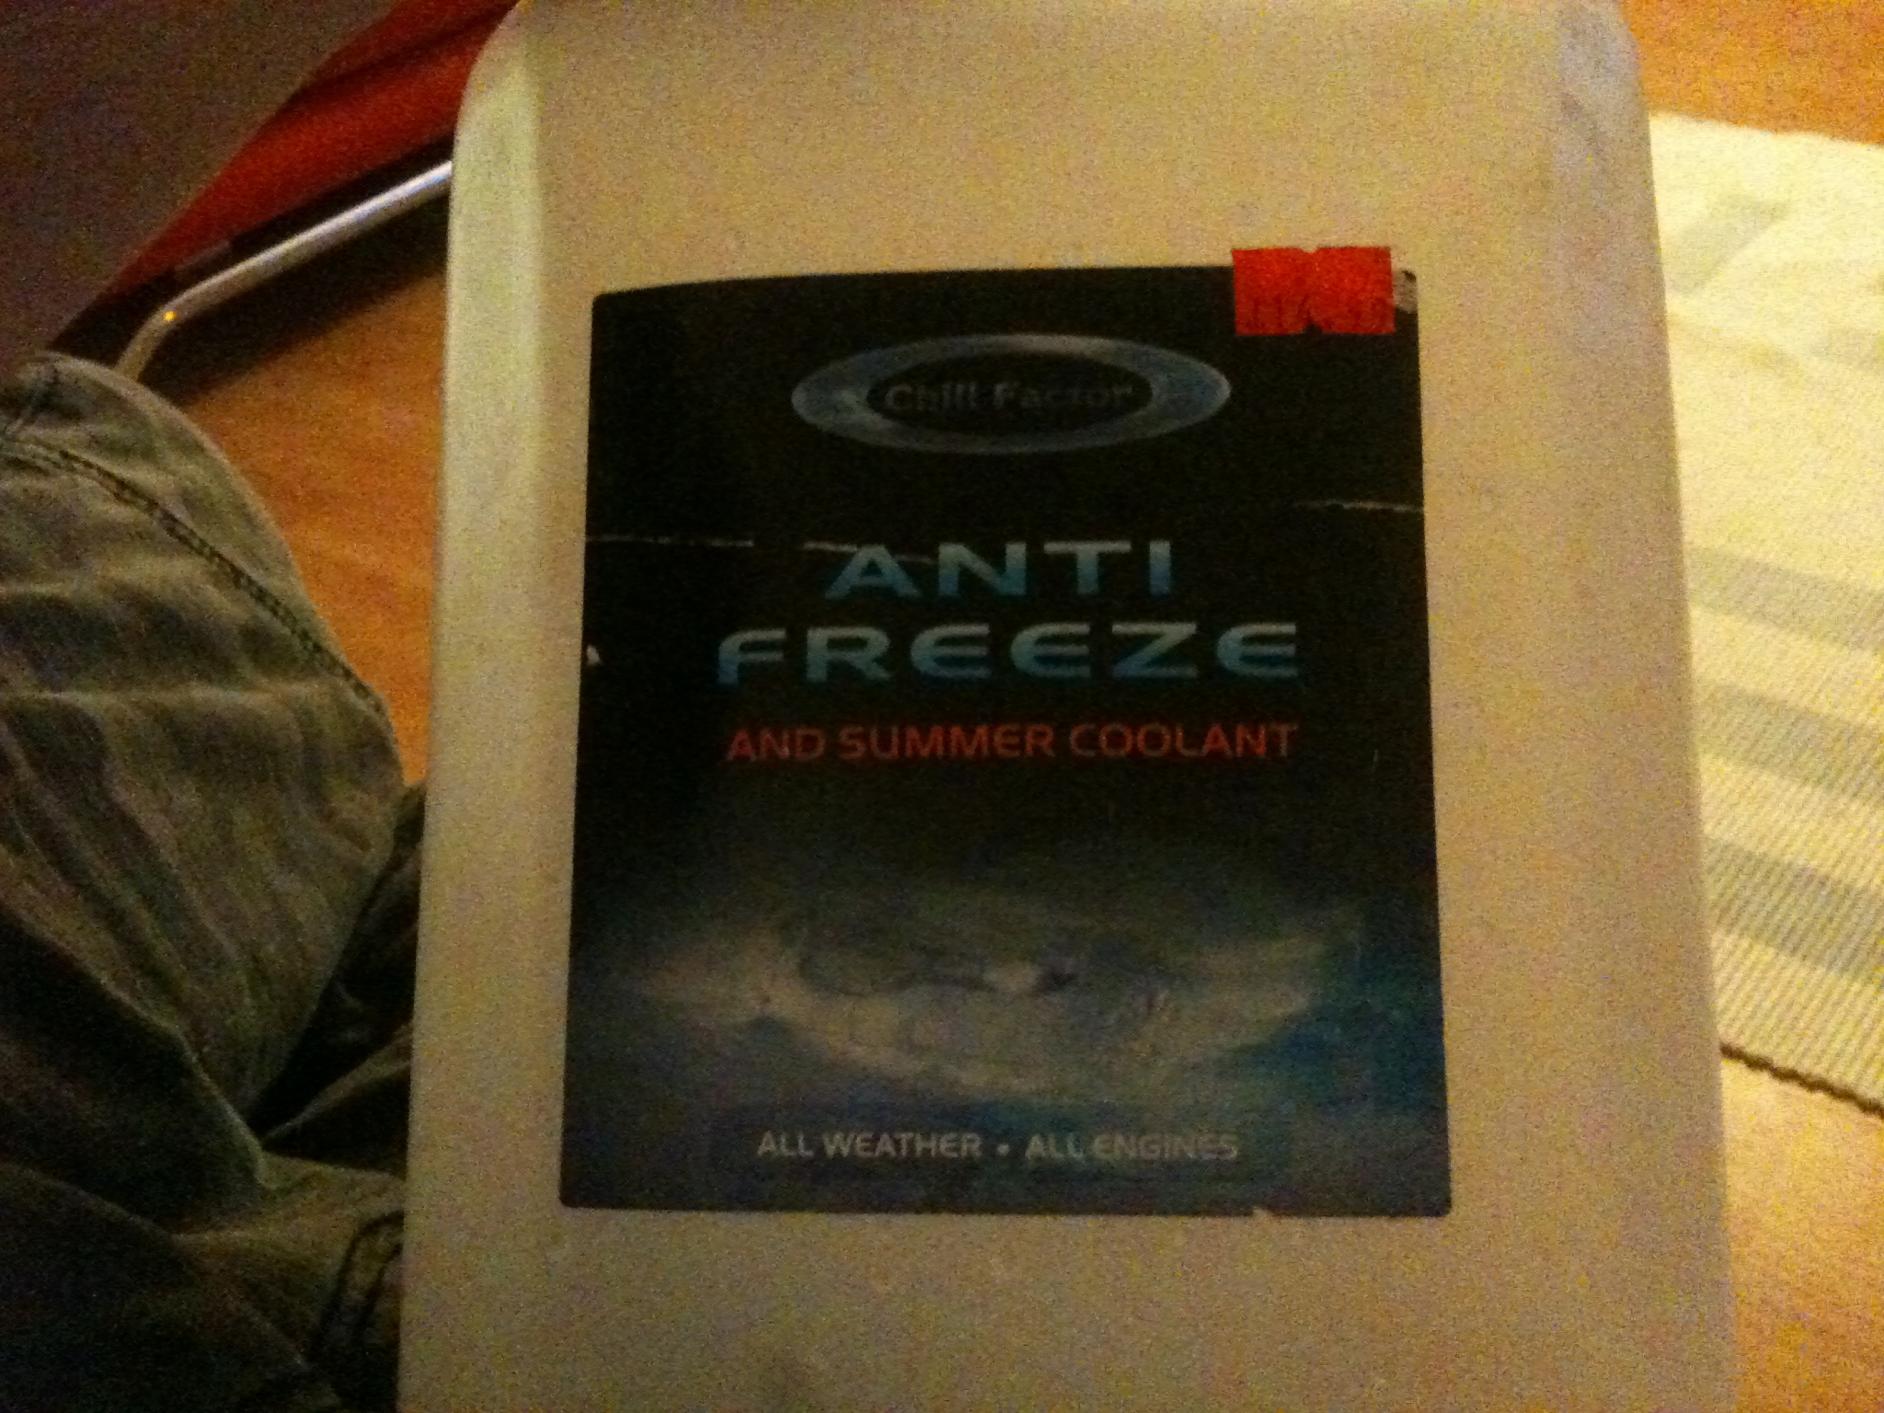 Chill Factor
ANTI
FREEZE
AND SUMMER COOLANT
ALL WEATHER • ALL ENGINES